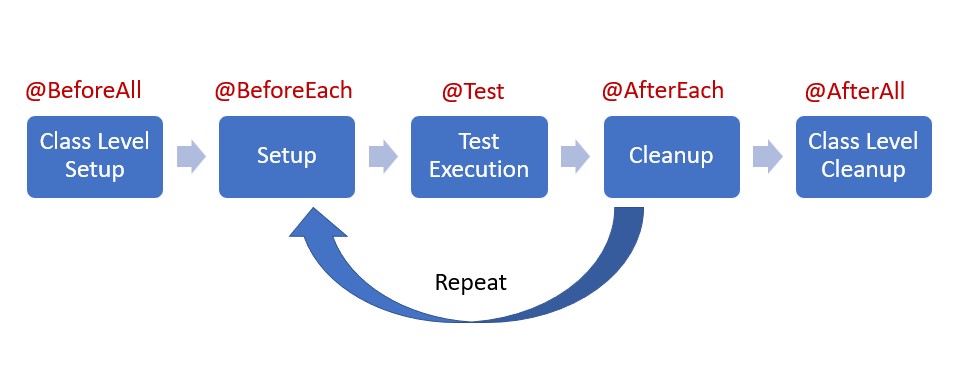 @BeforeAll
@BeforeEach
@Test
@AfterEach
@AfterAll
Class Level
Setup
Setup
Test
Execution
Cleanup
Class Level
Cleanup
Repeat